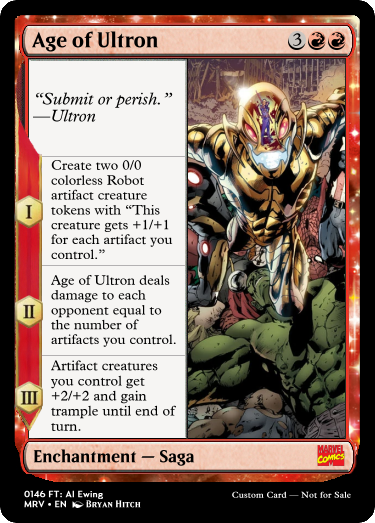 Age of Ultron 3
“Submit or perish.”
—Ultron
I
Create two 0/0
colorless Robot
artifact creature
tokens with “This
creature gets +1/+1
for each artifact you
control.”
II
Age of Ultron deals
damage to each
opponent equal to
the number of
artifacts you control.
III
Artifact creatures
you control get
+2/+2 and gain
trample until end of
turn.
Enchantment — Saga
MARVEL
COMICS
0146 FT: Al Ewing
MRV • EN Bryan Hitch
Custom Card — Not for Sale